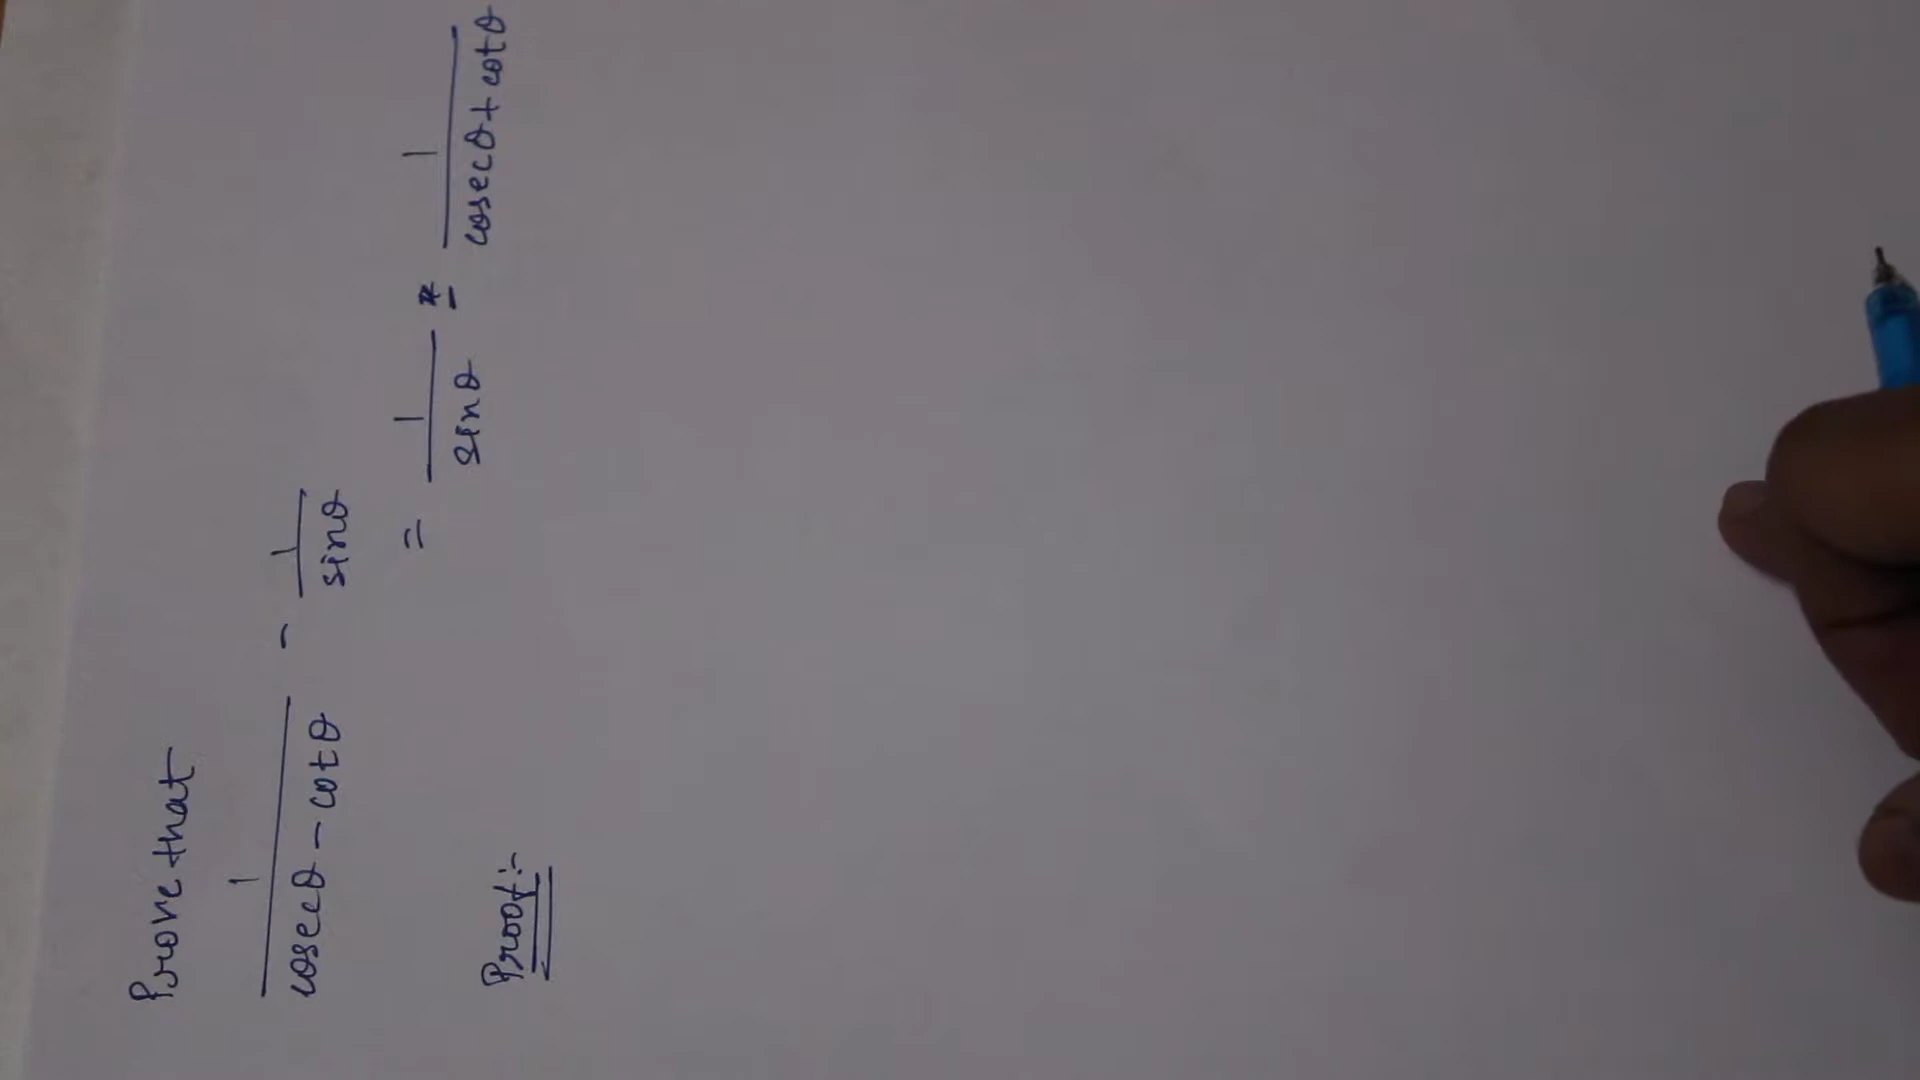 Prove that
1/(cosecθ - cotθ) - 1/sinθ
= 1/sinθ - 1/(cosecθ + cotθ)
Proof:-